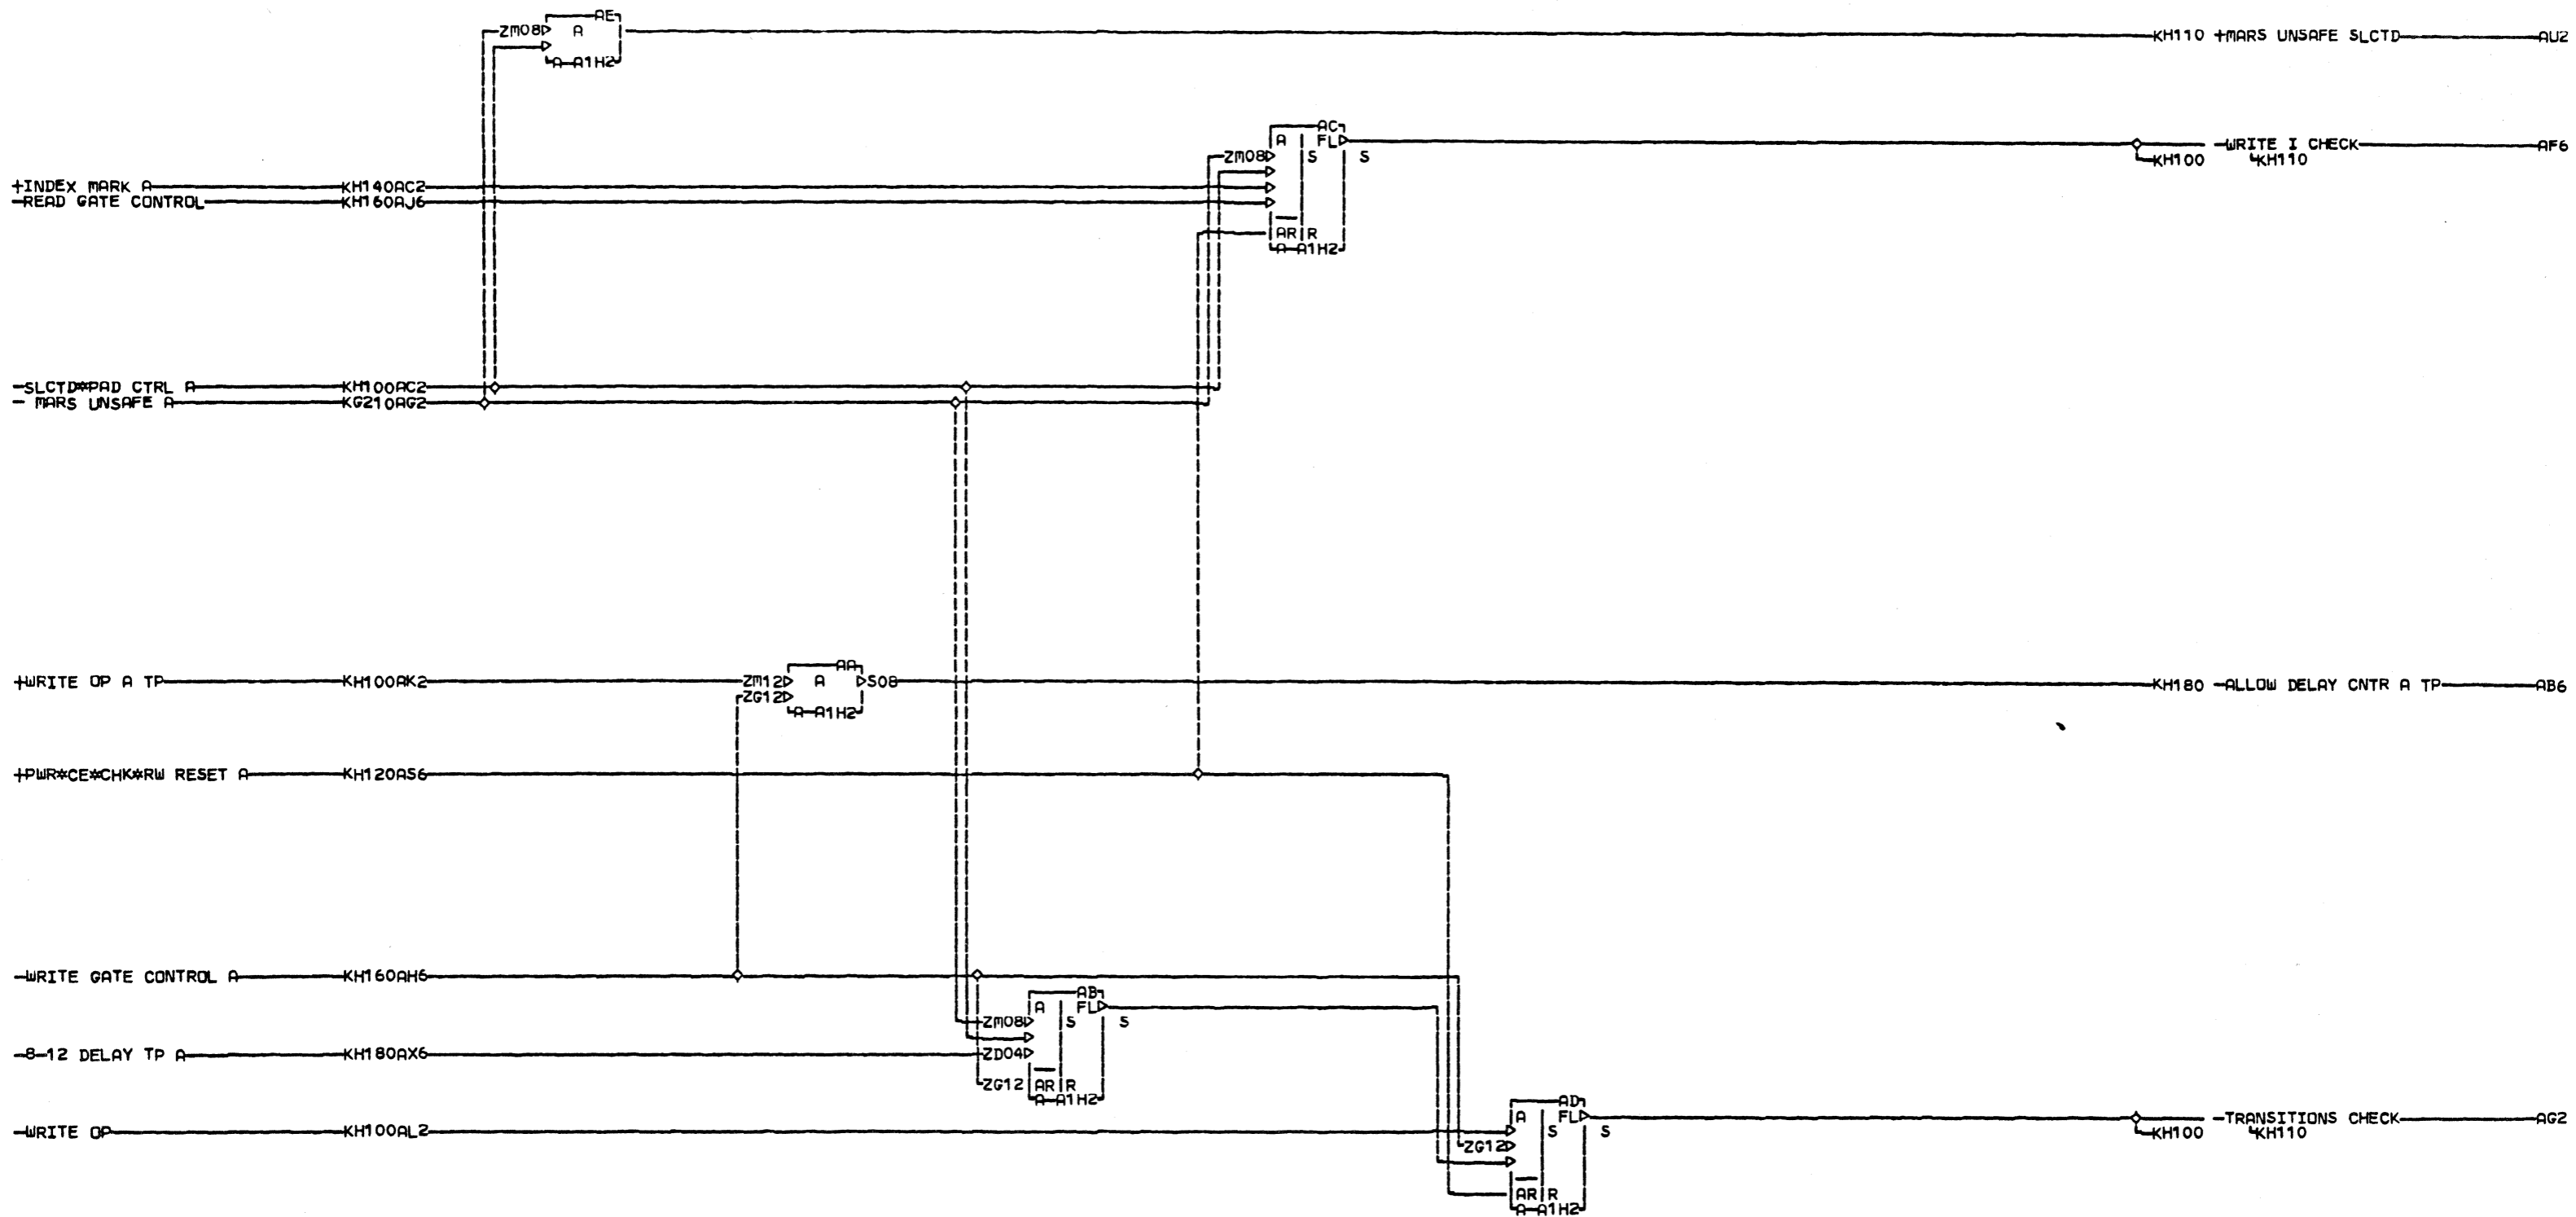 AE
ZM08 A KH110 +MARS UNSAFE SLCTD AU2
A A1H2
AC
A FL -WRITE I CHECK AF6
ZM08 S S KH100 KH110
+INDEX MARK A KH140AC2
-READ GATE CONTROL KH160AJ6
AR R
A A1H2
-SLCTD*PAD CTRL A KH100AC2
- MARS UNSAFE A KG210AG2
AA
+WRITE OP A TP KH100AK2 ZM12 A S08 KH180 -ALLOW DELAY CNTR A TP AB6
ZG12
A A1H2
+PWR*CE*CHK*RW RESET A KH120AS6
-WRITE GATE CONTROL A KH160AH6
AB
A FL
ZM08 S S
-8-12 DELAY TP A KH180AX6 ZD04
ZG12 AR R
A A1H2
AD
A FL -TRANSITIONS CHECK AG2
-WRITE OP KH100AL2 S S KH100 KH110
ZG12
AR R
A A1H2